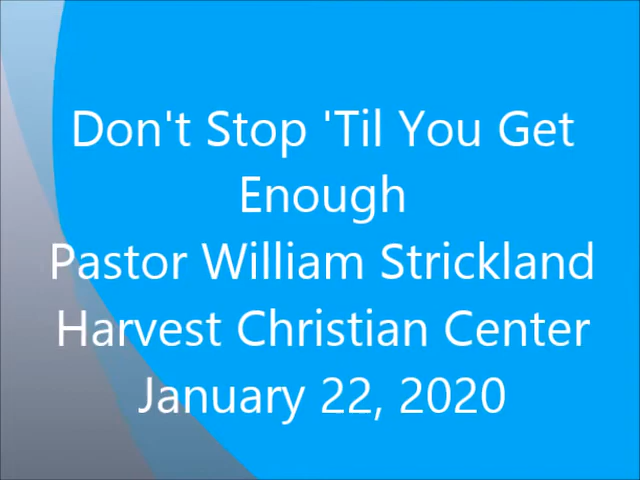 Don't Stop 'Til You Get
Enough
Pastor William Strickland
Harvest Christian Center
January 22, 2020